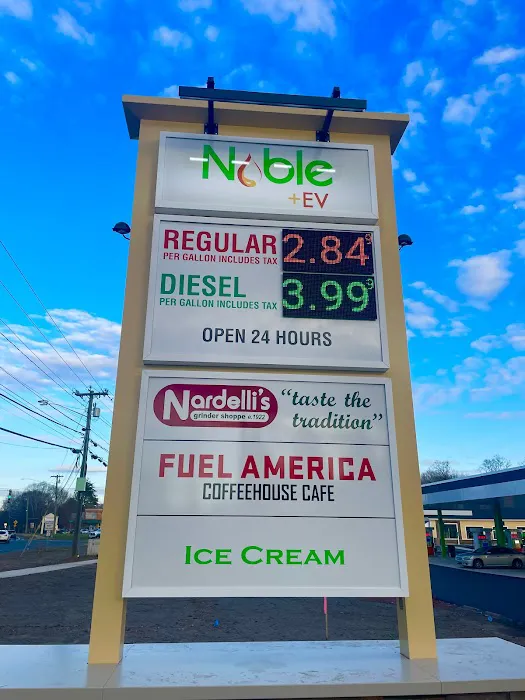 Noble
+EV
REGULAR 2.84 9
PER GALLON INCLUDES TAX
DIESEL 3.99 9
PER GALLON INCLUDES TAX
OPEN 24 HOURS
Nardelli's "taste the
grinder shoppe e.1922 tradition"
FUEL AMERICA
COFFEEHOUSE CAFE
ICE CREAM